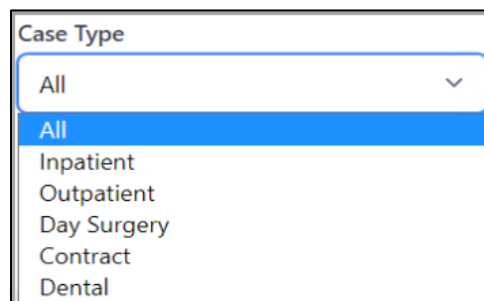 Case Type
All
All
Inpatient
Outpatient
Day Surgery
Contract
Dental